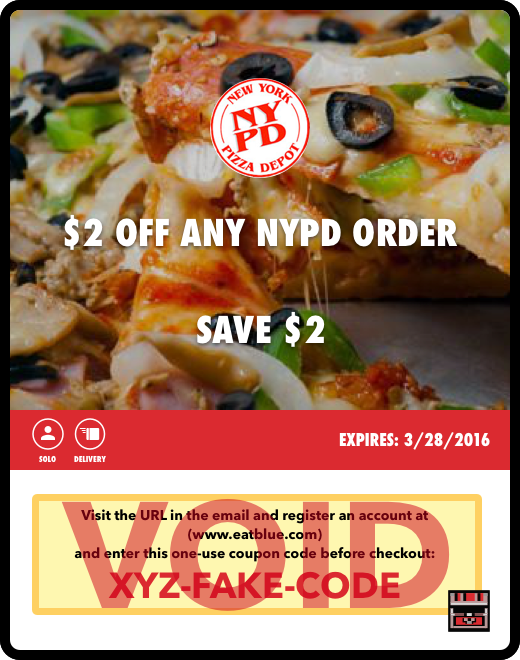 NEW YORK
NY
PD
PIZZA DEPOT
$2 OFF ANY NYPD ORDER
SAVE $2
SOLO
DELIVERY
EXPIRES: 3/28/2016
VOID
Visit the URL in the email and register an account at
(www.eatblue.com)
and enter this one-use coupon code before checkout:
XYZ-FAKE-CODE